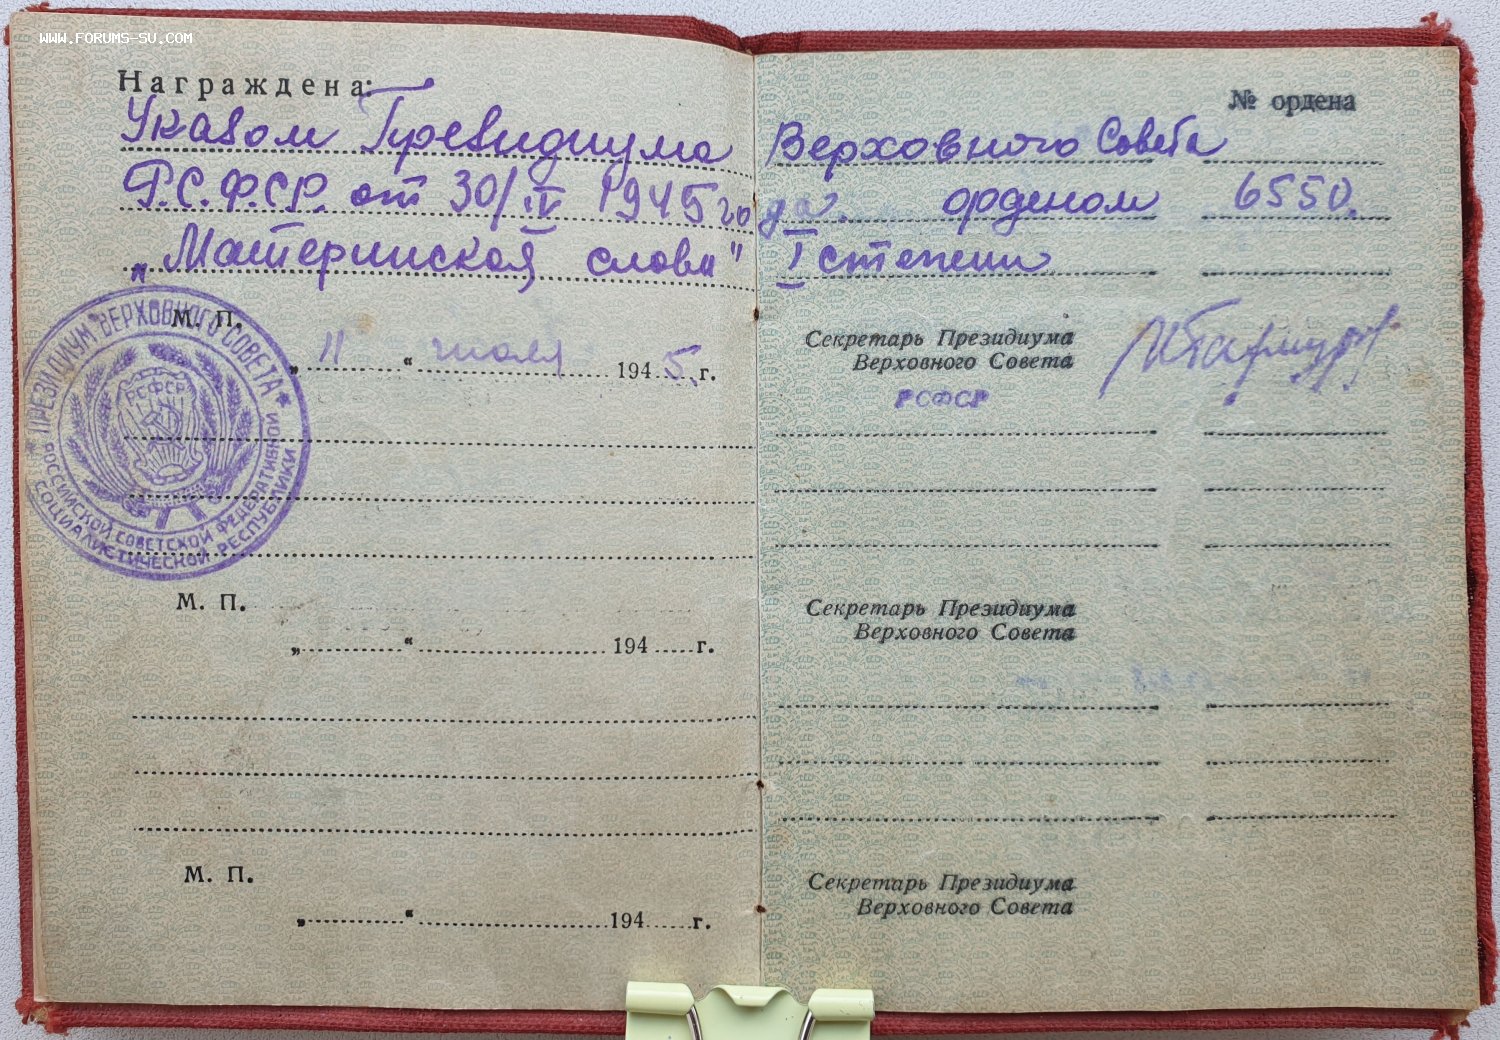 WWW.FORUMS-SU.COM
Награждена:
№ ордена
Указом Президиума Верховного Совета
Р.С.Ф.С.Р. от 30/IV 1945 года. орденом 6550.
„Материнская слава" I степени
М. П.
„ 11 “ июля 194 5. г.
Секретарь Президиума
Верховного Совета
РСФСР
ПРЕЗИДИУМ ВЕРХОВНОГО СОВЕТА
РОССИЙСКОЙ СОВЕТСКОЙ ФЕДЕРАТИВНОЙ
СОЦИАЛИСТИЧЕСКОЙ РЕСПУБЛИКИ
РСФСР
М. П.
„ “ 194 г.
Секретарь Президиума
Верховного Совета
М. П.
„ “ 194 г.
Секретарь Президиума
Верховного Совета